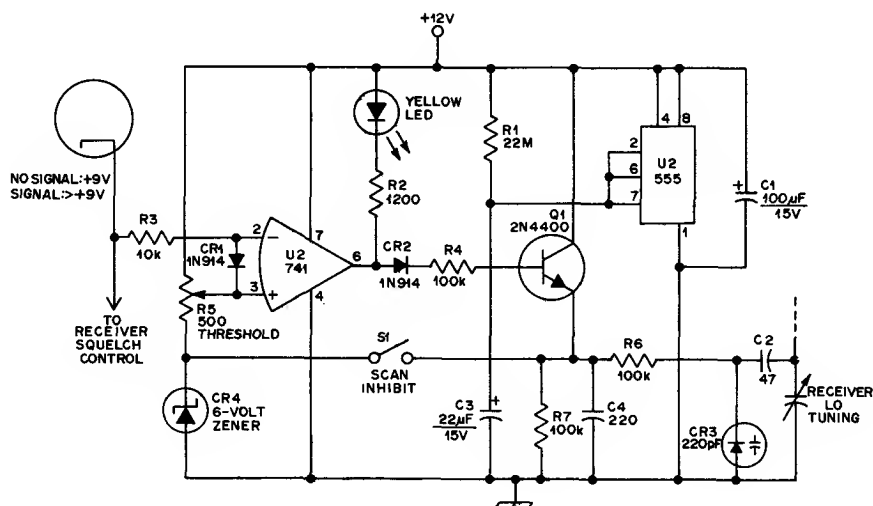 +12V
YELLOW
LED
NO SIGNAL:+9V
SIGNAL:>+9V
R3
10k
CR1
1N914
2
3
−
+
U2
741
7
4
6
R2
1200
CR2
1N914
R4
100k
R1
22M
Q1
2N4400
4
8
2
6
7
1
U2
555
+
C1
100µF
15V
TO
RECEIVER
SQUELCH
CONTROL
R5
500
THRESHOLD
S1
SCAN
INHIBIT
CR4
6-VOLT
ZENER
C3
22µF
15V
+
R7
100k
C4
220
R6
100k
C2
47
CR3
220pF
RECEIVER
LO
TUNING